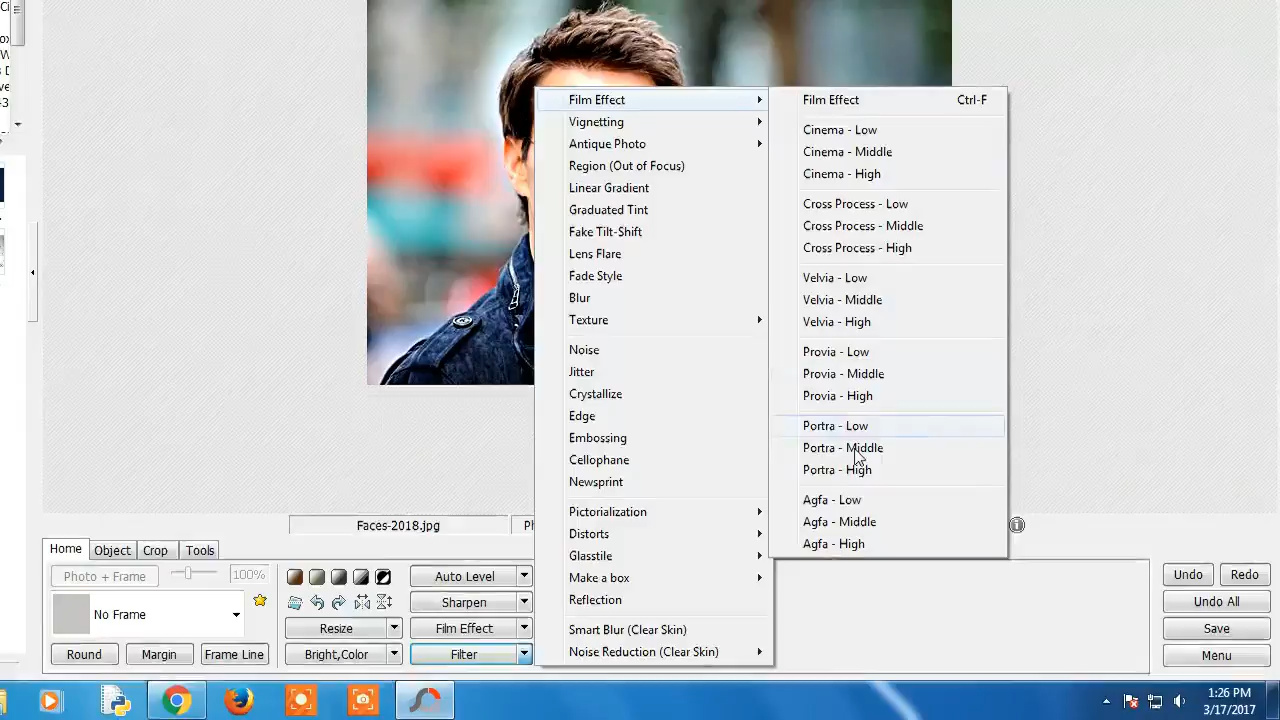 Film Effect
Vignetting
Antique Photo
Region (Out of Focus)
Linear Gradient
Graduated Tint
Fake Tilt-Shift
Lens Flare
Fade Style
Blur
Texture
Noise
Jitter
Crystallize
Edge
Embossing
Cellophane
Newsprint
Pictorialization
Distorts
Glasstile
Make a box
Reflection
Smart Blur (Clear Skin)
Noise Reduction (Clear Skin)
Film Effect Ctrl-F
Cinema - Low
Cinema - Middle
Cinema - High
Cross Process - Low
Cross Process - Middle
Cross Process - High
Velvia - Low
Velvia - Middle
Velvia - High
Provia - Low
Provia - Middle
Provia - High
Portra - Low
Portra - Middle
Portra - High
Agfa - Low
Agfa - Middle
Agfa - High
Faces-2018.jpg
Home Object Crop Tools
Photo + Frame 100%
No Frame
Round Margin Frame Line
Resize
Bright,Color
Auto Level
Sharpen
Film Effect
Filter
Undo Redo
Undo All
Save
Menu
1:26 PM
3/17/2017